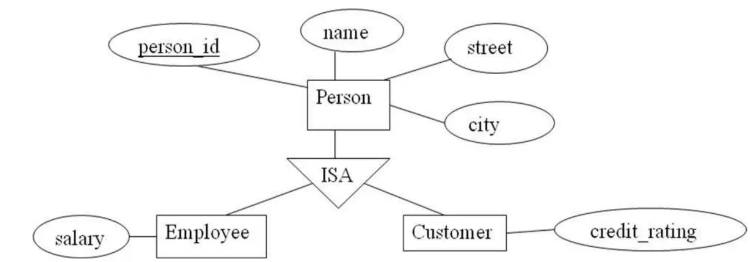 name
person_id
street
Person
city
ISA
salary
Employee
Customer
credit_rating